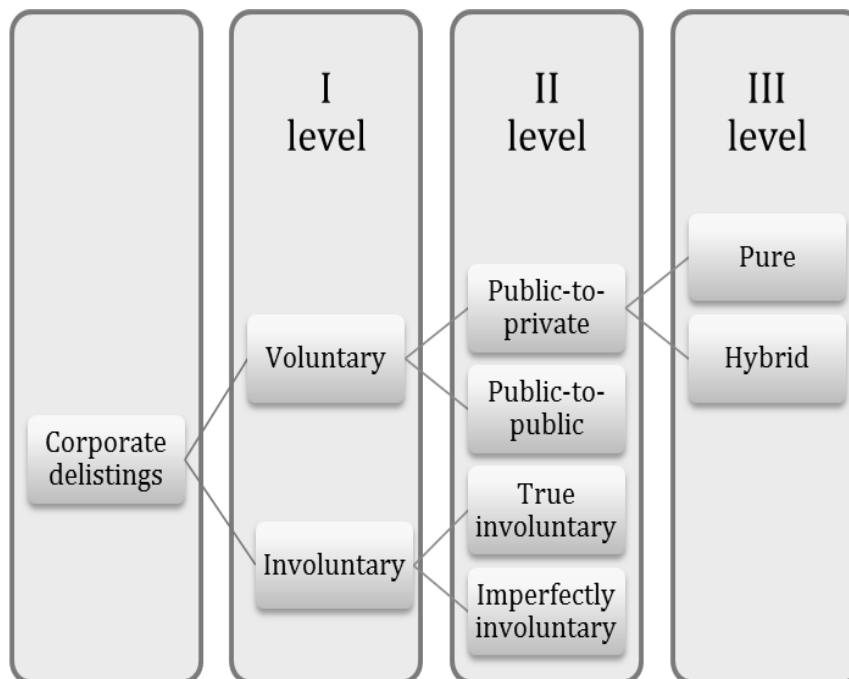 I
level
II
level
III
level
Corporate
delistings
Voluntary
Involuntary
Public-to-
private
Public-to-
public
True
involuntary
Imperfectly
involuntary
Pure
Hybrid